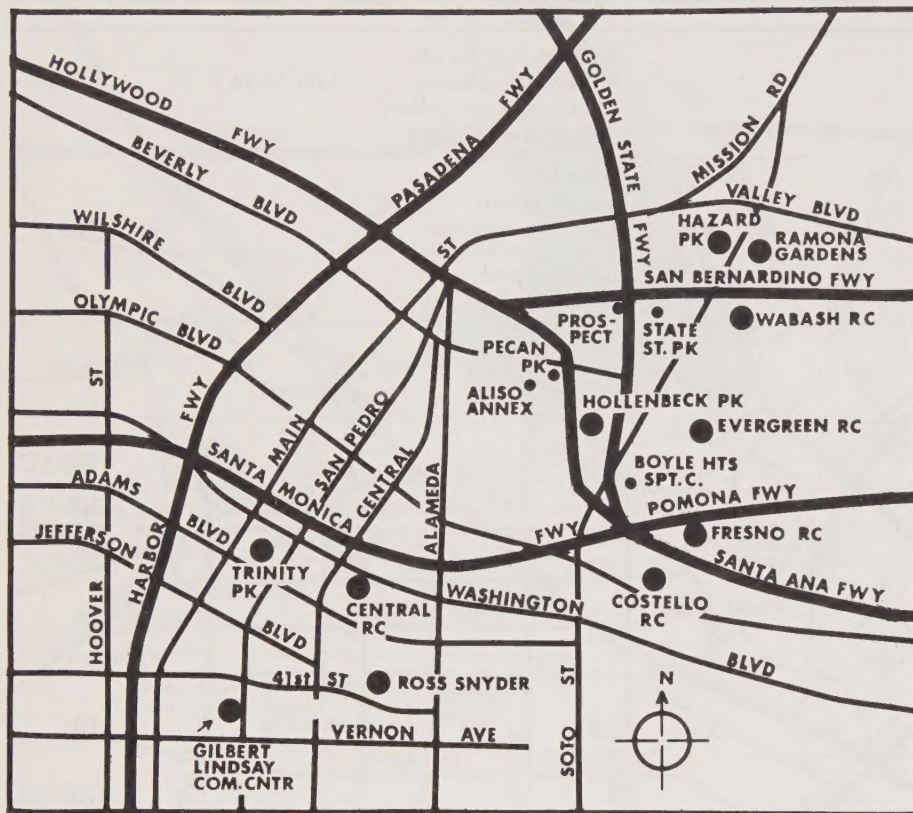 HOLLYWOOD FWY
BEVERLY BLVD
PASADENA FWY
GOLDEN STATE FWY
MISSION RD
VALLEY BLVD
WILSHIRE BLVD
ST
HAZARD
PK
RAMONA
GARDENS
SAN BERNARDINO FWY
OLYMPIC BLVD
PROS-
PECT
STATE
ST. PK
WABASH RC
PECAN
PK
ALISO
ANNEX
HOLLENBECK PK
EVERGREEN RC
ST
FWY
MAIN
SAN PEDRO
CENTRAL
ALAMEDA
BOYLE HTS
SPT. C.
POMONA FWY
SANTA MONICA FWY
ADAMS BLVD
JEFFERSON BLVD
HARBOR
HOOVER
TRINITY
PK
CENTRAL
RC
WASHINGTON BLVD
FRESNO RC
SANTA ANA FWY
COSTELLO
RC
41st ST
ROSS SNYDER
SOTO ST
N
VERNON AVE
GILBERT
LINDSAY
COM. CNTR